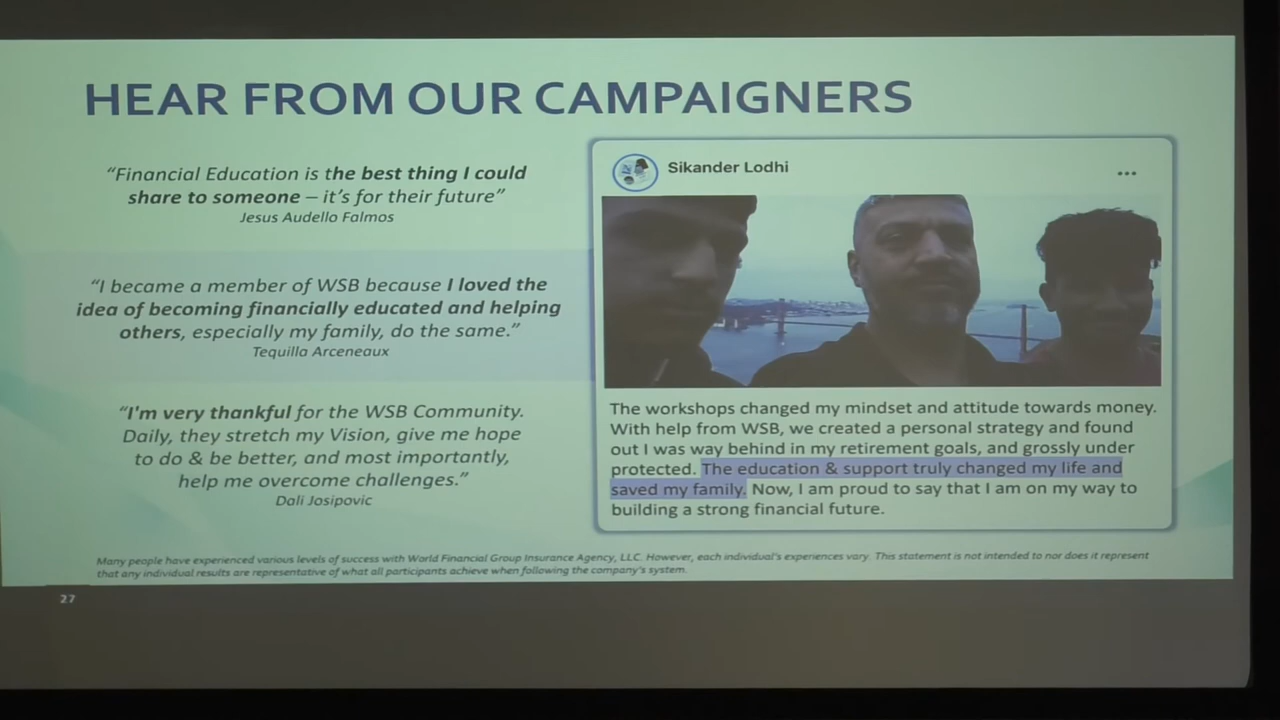 HEAR FROM OUR CAMPAIGNERS
“Financial Education is the best thing I could
share to someone – it’s for their future”
Jesus Audello Falmos
“I became a member of WSB because I loved the
idea of becoming financially educated and helping
others, especially my family, do the same.”
Tequilla Arceneaux
“I'm very thankful for the WSB Community.
Daily, they stretch my Vision, give me hope
to do & be better, and most importantly,
help me overcome challenges.”
Dali Josipovic
Sikander Lodhi
...
The workshops changed my mindset and attitude towards money.
With help from WSB, we created a personal strategy and found
out I was way behind in my retirement goals, and grossly under
protected. The education & support truly changed my life and
saved my family. Now, I am proud to say that I am on my way to
building a strong financial future.
Many people have experienced various levels of success with World Financial Group Insurance Agency, LLC. However, each individual's experiences vary. This statement is not intended to nor does it represent
that any individual results are representative of what all participants achieve when following the company's system.
27